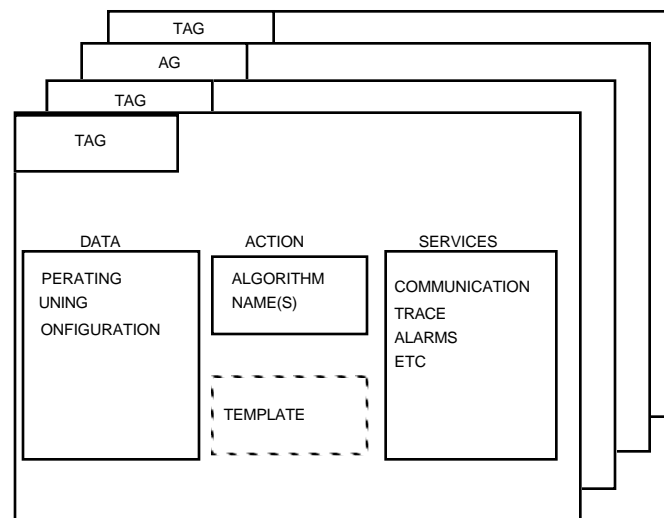 TAG
AG
TAG
TAG
DATA
ACTION
SERVICES
PERATING
UNING
ONFIGURATION
ALGORITHM
NAME(S)
TEMPLATE
COMMUNICATION
TRACE
ALARMS
ETC